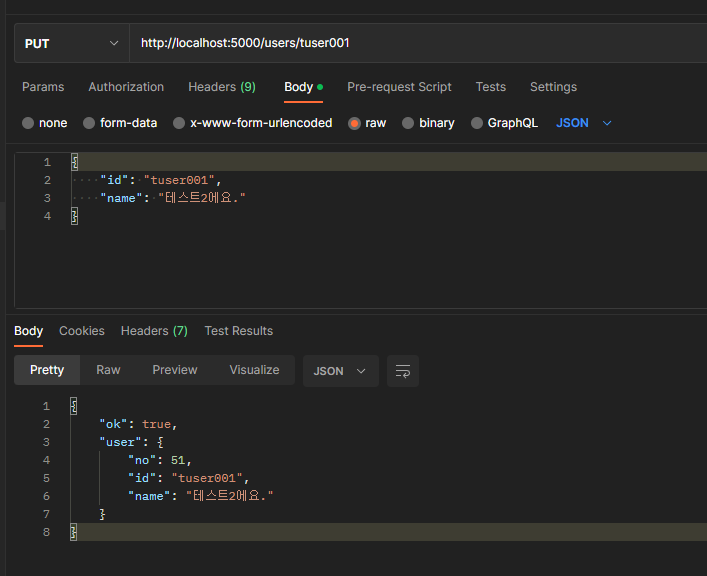 PUT http://localhost:5000/users/tuser001
Params Authorization Headers (9) Body Pre-request Script Tests Settings
none form-data x-www-form-urlencoded raw binary GraphQL JSON
1 {
2 "id": "tuser001",
3 "name": "테스트2에요."
4 }
Body Cookies Headers (7) Test Results
Pretty Raw Preview Visualize JSON
1 {
2 "ok": true,
3 "user": {
4 "no": 51,
5 "id": "tuser001",
6 "name": "테스트2에요."
7 }
8 }